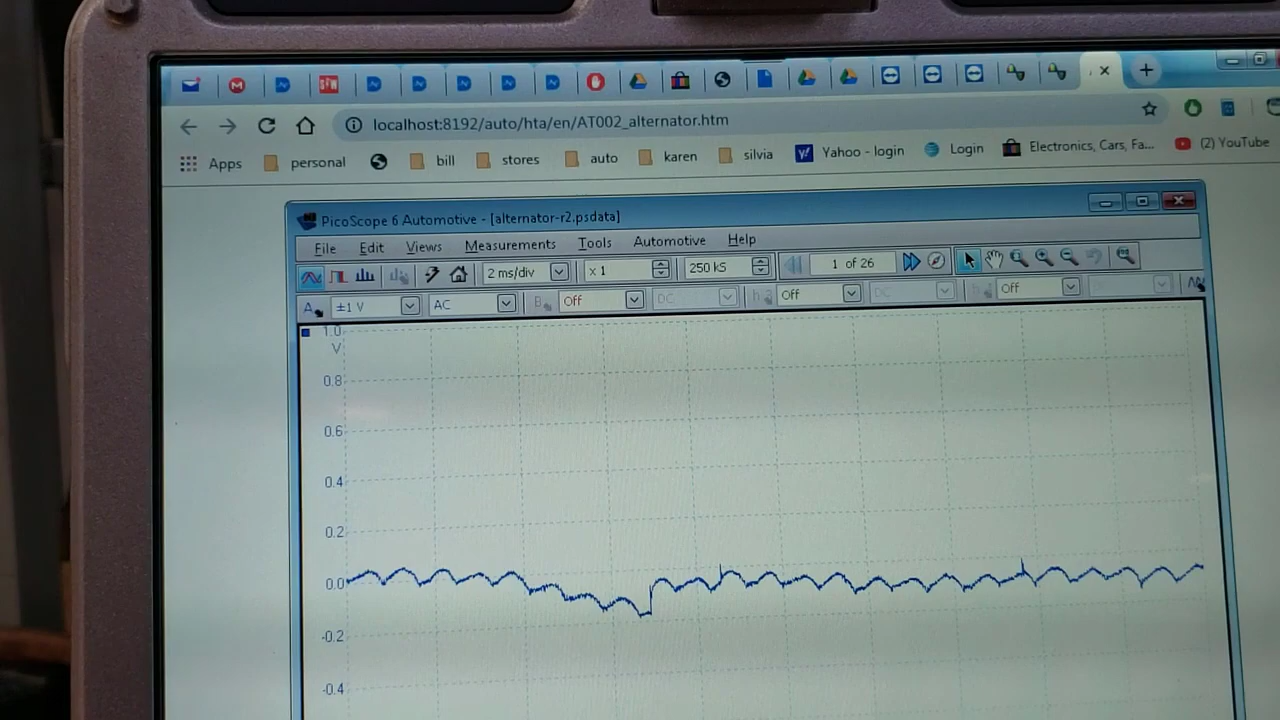 localhost:8192/auto/hta/en/AT002_alternator.htm
Apps personal bill stores auto karen silvia Yahoo - login Login Electronics, Cars, Fa... (2) YouTube
PicoScope 6 Automotive - [alternator-r2.psdata]
File Edit Views Measurements Tools Automotive Help
2 ms/div x 1 250 kS 1 of 26
A ±1 V AC B Off DC Off DC Off
1.0
V
0.8
0.6
0.4
0.2
0.0
-0.2
-0.4